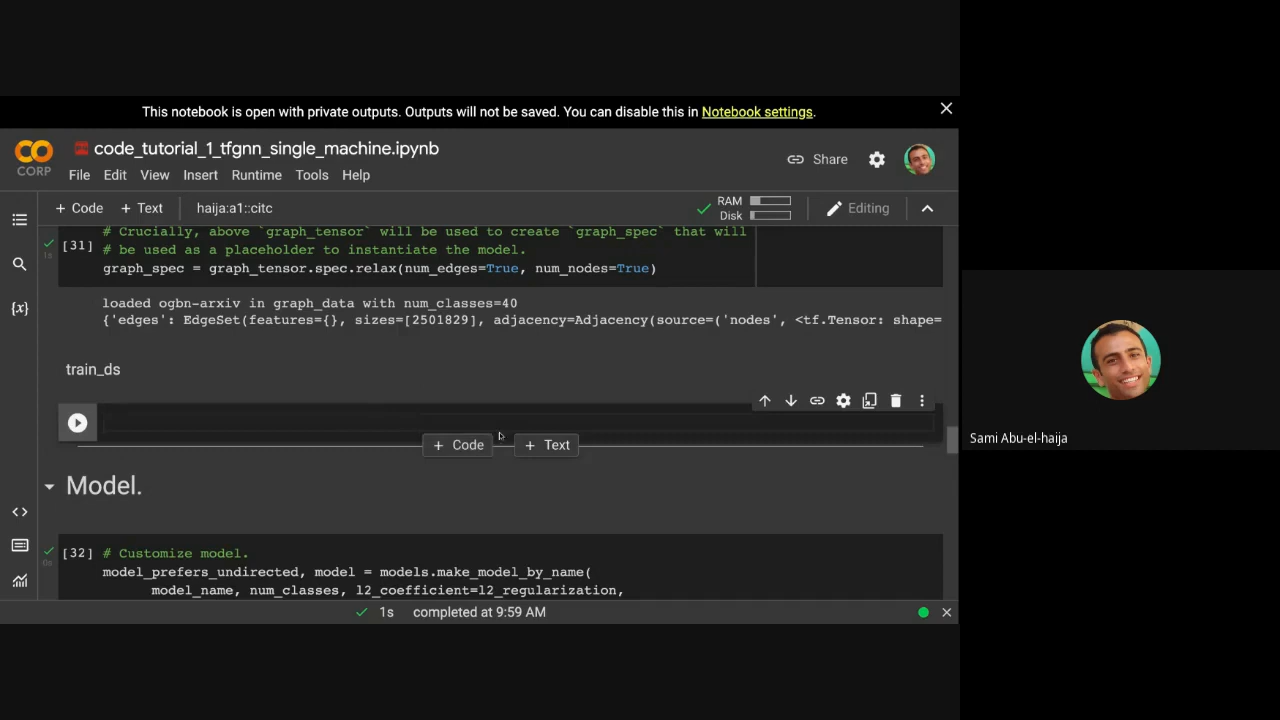 This notebook is open with private outputs. Outputs will not be saved. You can disable this in Notebook settings.
CORP
code_tutorial_1_tfgnn_single_machine.ipynb
Share
File Edit View Insert Runtime Tools Help
+ Code + Text haija:a1::citc
RAM
Disk
Editing
[31]
1s
# Crucially, above `graph_tensor` will be used to create `graph_spec` that will
# be used as a placeholder to instantiate the model.
graph_spec = graph_tensor.spec.relax(num_edges=True, num_nodes=True)
loaded ogbn-arxiv in graph_data with num_classes=40
{'edges': EdgeSet(features={}, sizes=[2501829], adjacency=Adjacency(source=('nodes', <tf.Tensor: shape=
train_ds
+ Code + Text
Model.
[32] # Customize model.
0s
model_prefers_undirected, model = models.make_model_by_name(
model_name, num_classes, l2_coefficient=l2_regularization,
1s completed at 9:59 AM
Sami Abu-el-haija